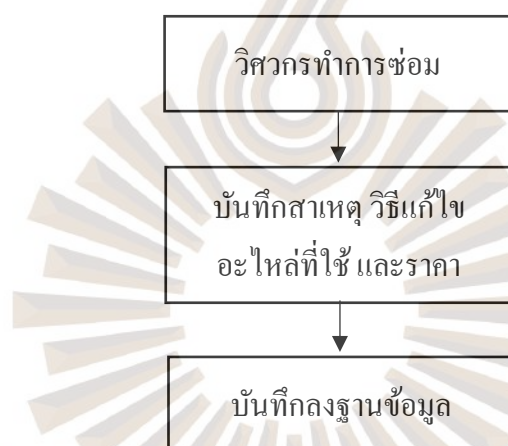 วิศวกรทำการซ่อม
บันทึกสาเหตุ วิธีแก้ไข
อะไหล่ที่ใช้ และราคา
บันทึกลงฐานข้อมูล